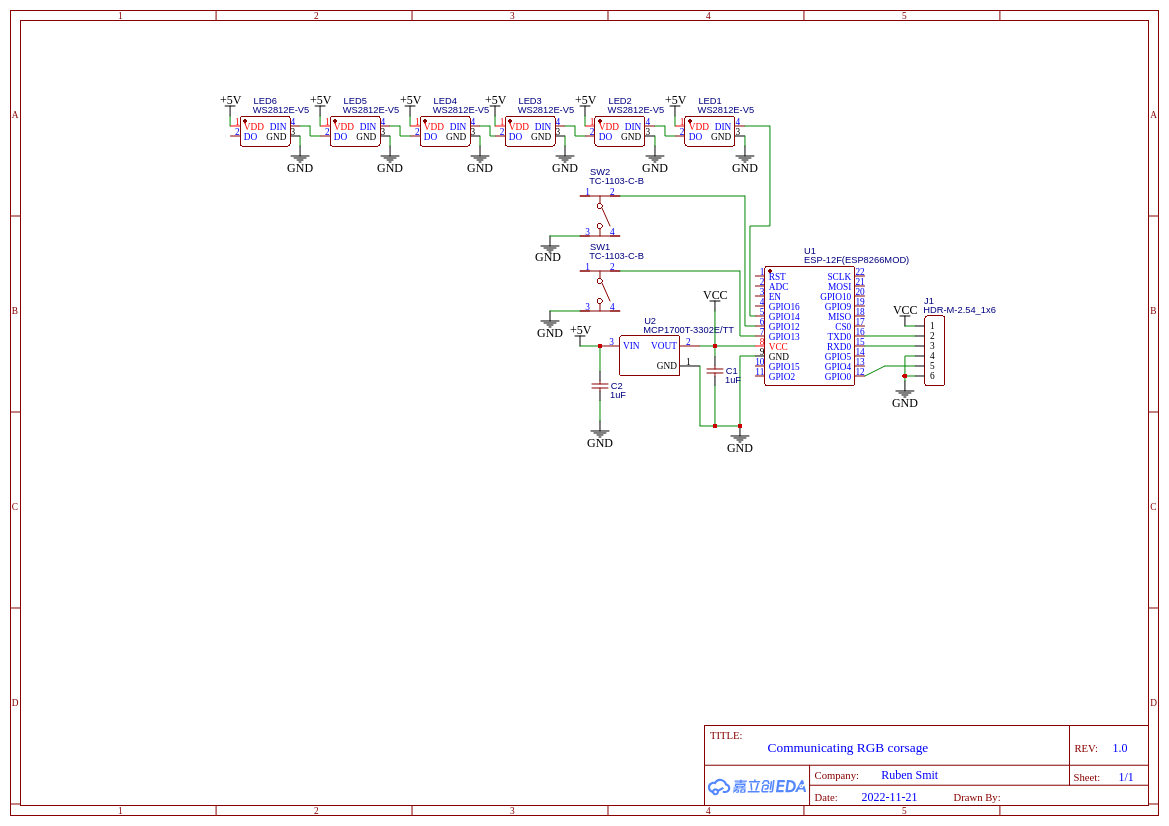 1 2 3 4 5
A A
+5V +5V +5V +5V +5V +5V
LED6 LED5 LED4 LED3 LED2 LED1
WS2812E-V5 WS2812E-V5 WS2812E-V5 WS2812E-V5 WS2812E-V5 WS2812E-V5
1 VDD DIN 4 1 VDD DIN 4 1 VDD DIN 4 1 VDD DIN 4 1 VDD DIN 4 1 VDD DIN 4
2 DO GND 3 2 DO GND 3 2 DO GND 3 2 DO GND 3 2 DO GND 3 2 DO GND 3
GND GND GND GND GND GND
SW2
TC-1103-C-B
1 2
3 4
GND
SW1
TC-1103-C-B
1 2
3 4
GND
U1
ESP-12F(ESP8266MOD)
1 RST SCLK 22
2 ADC MOSI 21
3 EN GPIO10 20
4 GPIO16 GPIO9 19
5 GPIO14 MISO 18
6 GPIO12 CS0 17
7 GPIO13 TXD0 16
8 VCC RXD0 15
9 GND GPIO5 14
10 GPIO15 GPIO4 13
11 GPIO2 GPIO0 12
B B
VCC
VCC
J1
HDR-M-2.54_1x6
1
2
3
4
5
6
GND
+5V
U2
MCP1700T-3302E/TT
3 VIN VOUT 2
GND 1
C1
1uF
C2
1uF
GND
GND
C C
D D
TITLE:
Communicating RGB corsage
REV: 1.0
嘉立创EDA
Company: Ruben Smit
Sheet: 1/1
Date: 2022-11-21 Drawn By:
1 2 3 4 5